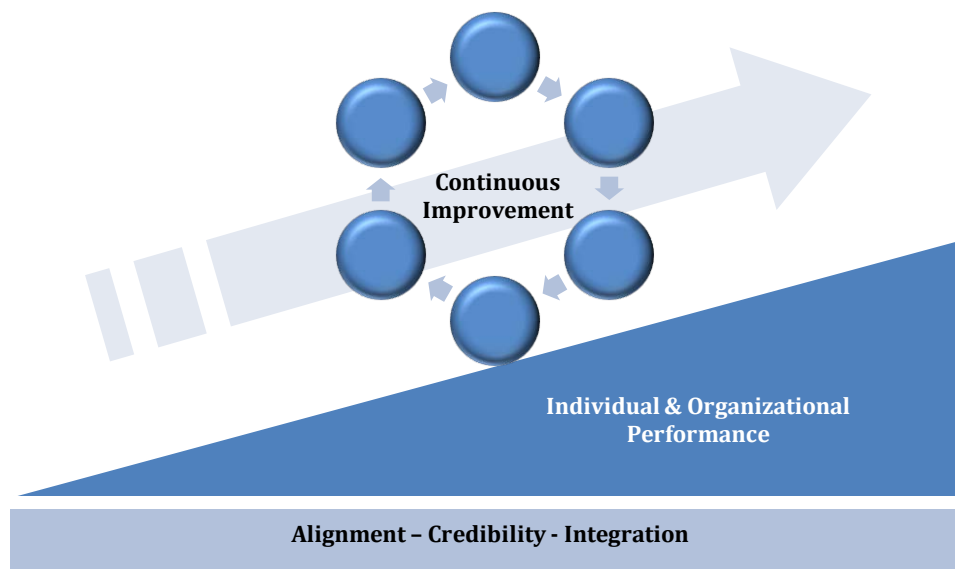 Continuous
Improvement
Individual & Organizational
Performance
Alignment – Credibility - Integration